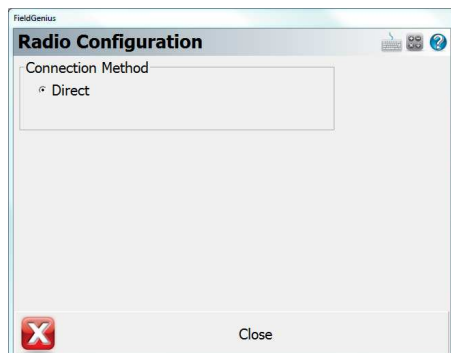 FieldGenius
Radio Configuration
Connection Method
Direct
Close